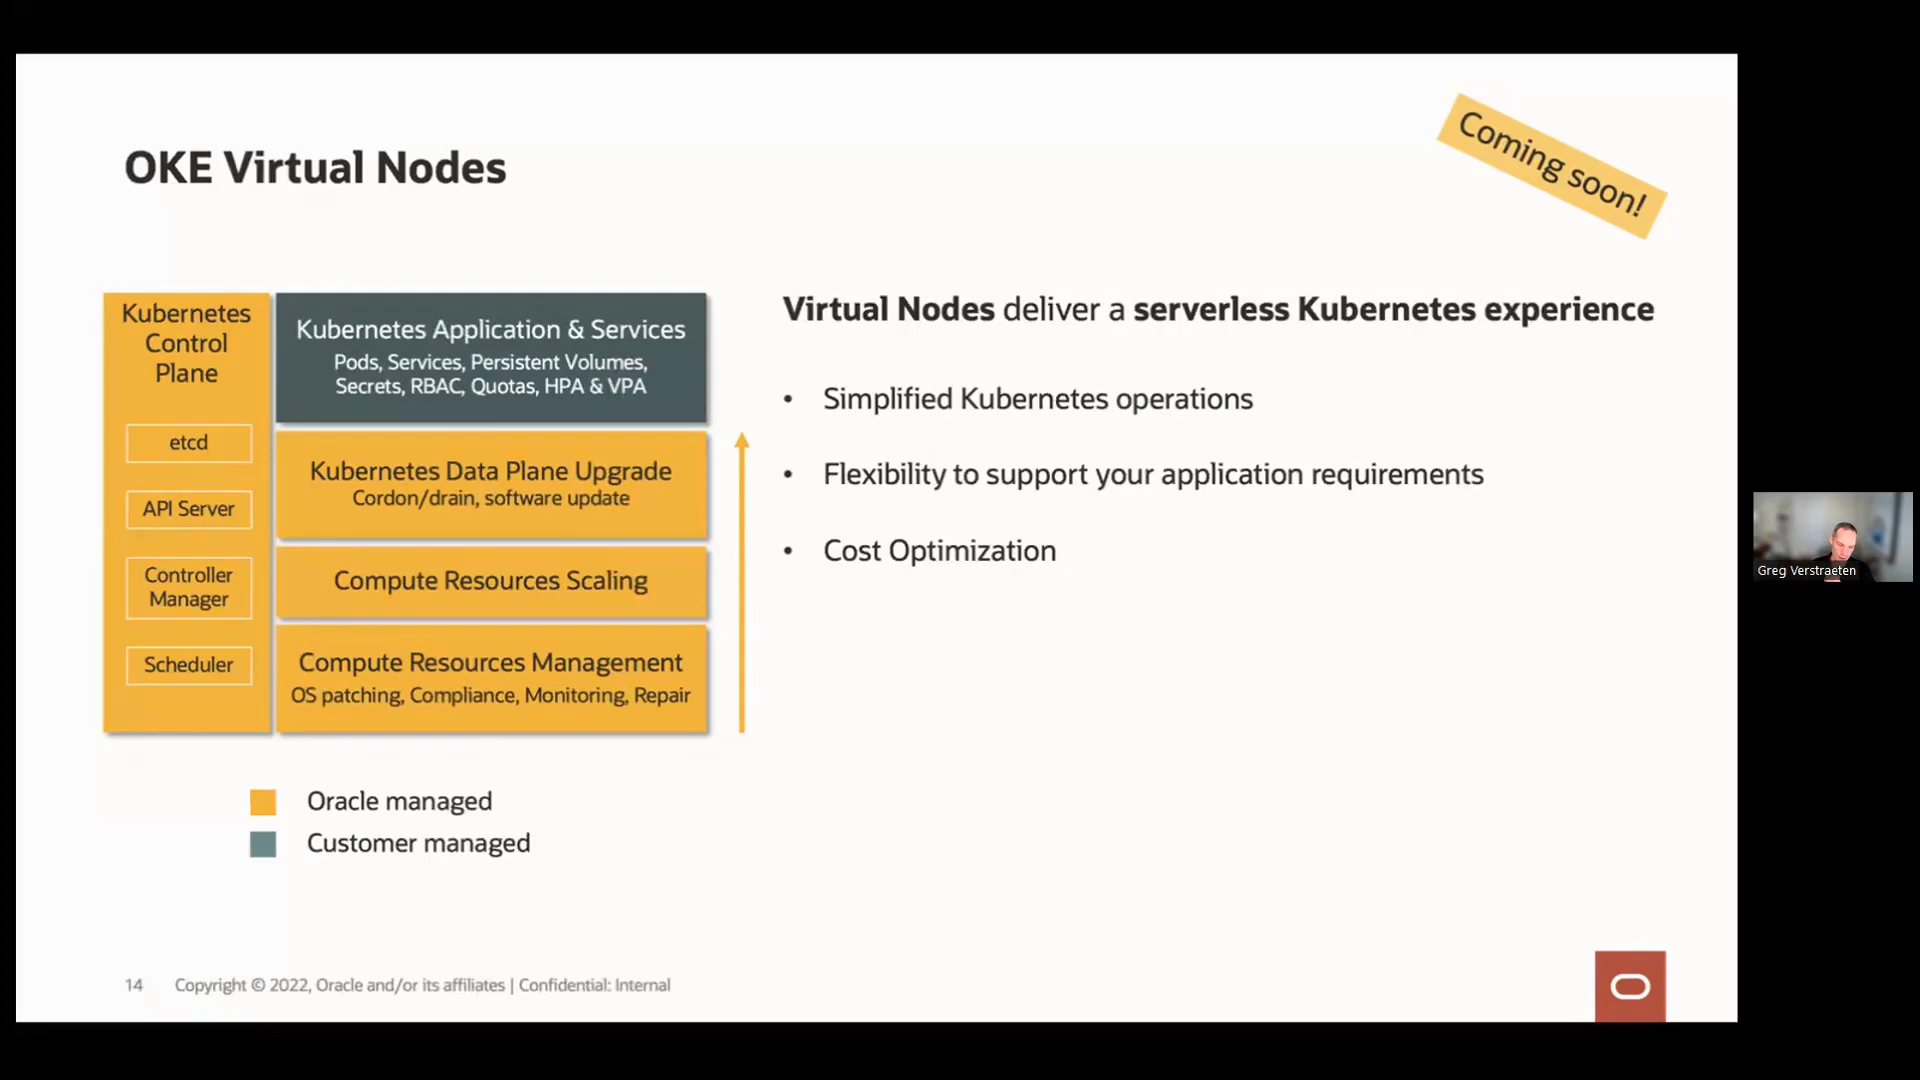 Coming soon!
OKE Virtual Nodes
Kubernetes
Control
Plane
etcd
API Server
Controller
Manager
Scheduler
Kubernetes Application & Services
Pods, Services, Persistent Volumes,
Secrets, RBAC, Quotas, HPA & VPA
Kubernetes Data Plane Upgrade
Cordon/drain, software update
Compute Resources Scaling
Compute Resources Management
OS patching, Compliance, Monitoring, Repair
Oracle managed
Customer managed
Virtual Nodes deliver a serverless Kubernetes experience
• Simplified Kubernetes operations
• Flexibility to support your application requirements
• Cost Optimization
Greg Verstraeten
14 Copyright © 2022, Oracle and/or its affiliates | Confidential: Internal